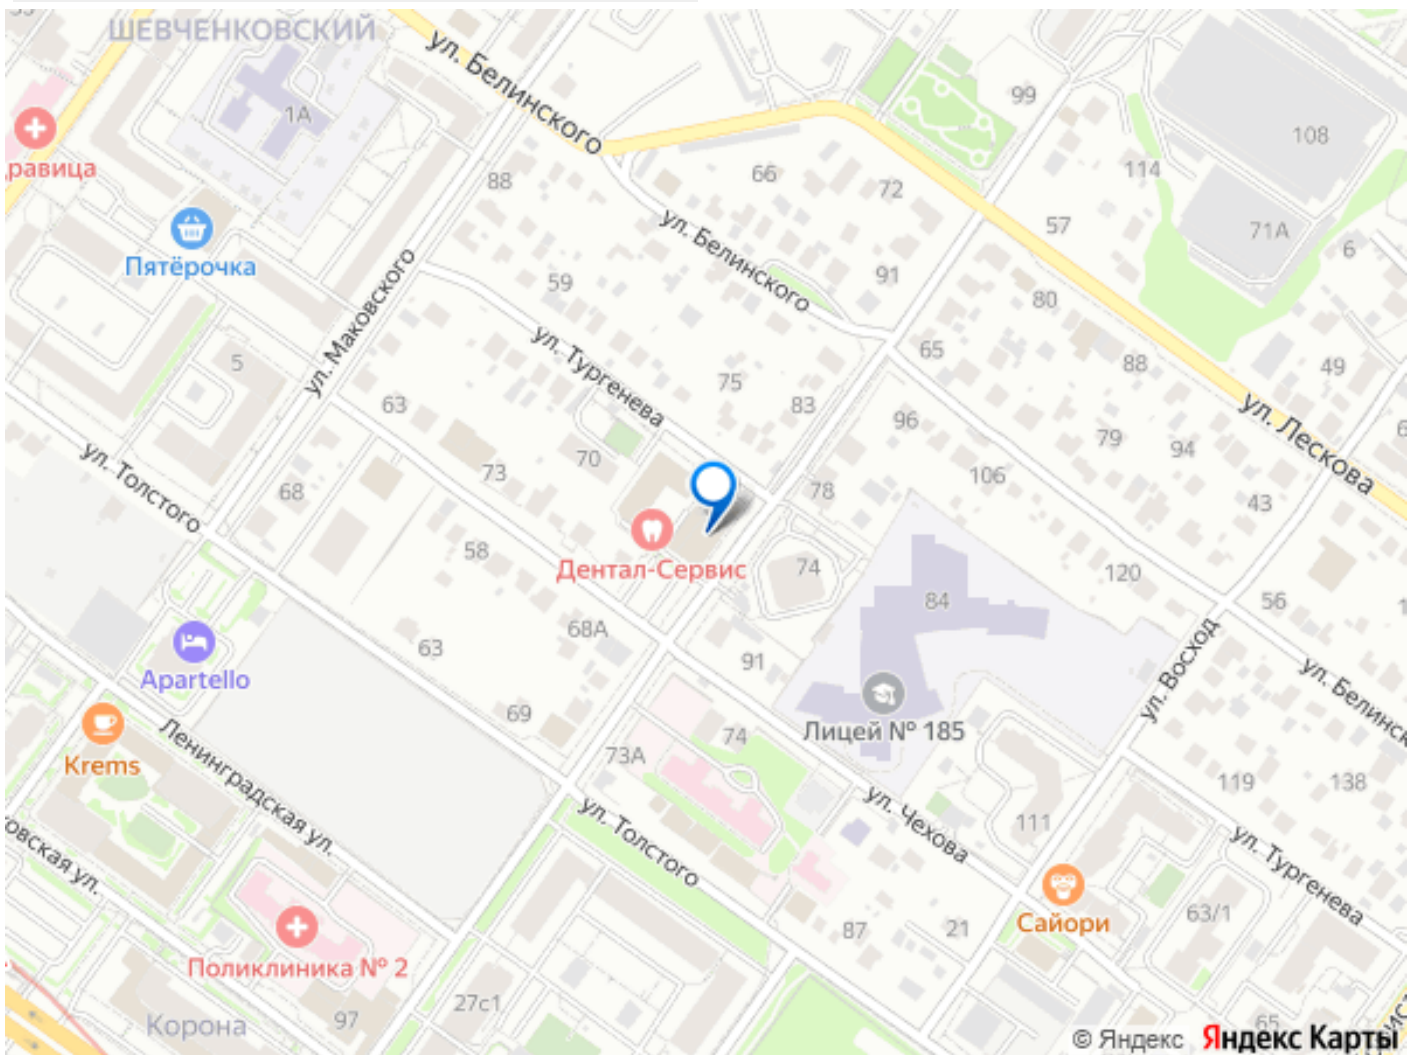 ШЕВЧЕНКОВСКИЙ
ул. Белинского
1А
99
108
равица
88
66
72
114
57
71А
6
Пятёрочка
ул. Белинского
91
80
59
ул. Маковского
ул. Тургенева
65
88
49
5
75
63
83
96
79
94
ул. Лескова
ул. Толстого
73
70
78
106
43
68
58
Дентал-Сервис
74
84
120
56
68А
63
91
ул. Восход
ул. Белинск
Apartello
69
73А
74
Лицей № 185
Krems
Ленинградская ул.
119
138
ул. Толстого
ул. Чехова
111
ул. Тургенева
овская ул.
Сайори
63/1
87
21
Поликлиника № 2
27с1
97
Корона
65
© Яндекс Яндекс Карты